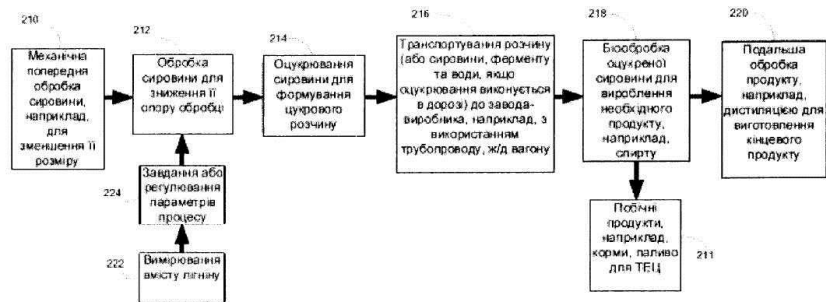 210
Механічна
попередня
обробка
сировини,
наприклад,
для
зменшення її
розміру
212
Обробка
сировини для
зниження її
опору обробці
214
Оцукрювання
сировини для
формування
цукрового
розчину
216
Транспортування розчину
(або сировини, ферменту
та води, якщо
оцукрювання виконується
в дорозі) до завода-
виробника, наприклад, з
використанням
трубопроводу, ж/д вагону
218
Біообробка
оцукреної
сировини для
вироблення
необхідного
продукту,
наприклад,
спирту
220
Подальша
обробка
продукту,
наприклад,
дистиляцією для
виготовлення
кінцевого
продукту
224
Завдання або
регулювання
параметрів
процесу
222
Вимірювання
вмісту лігніну
Побічні
продукти,
наприклад,
корми, паливо
для ТЕЦ
211